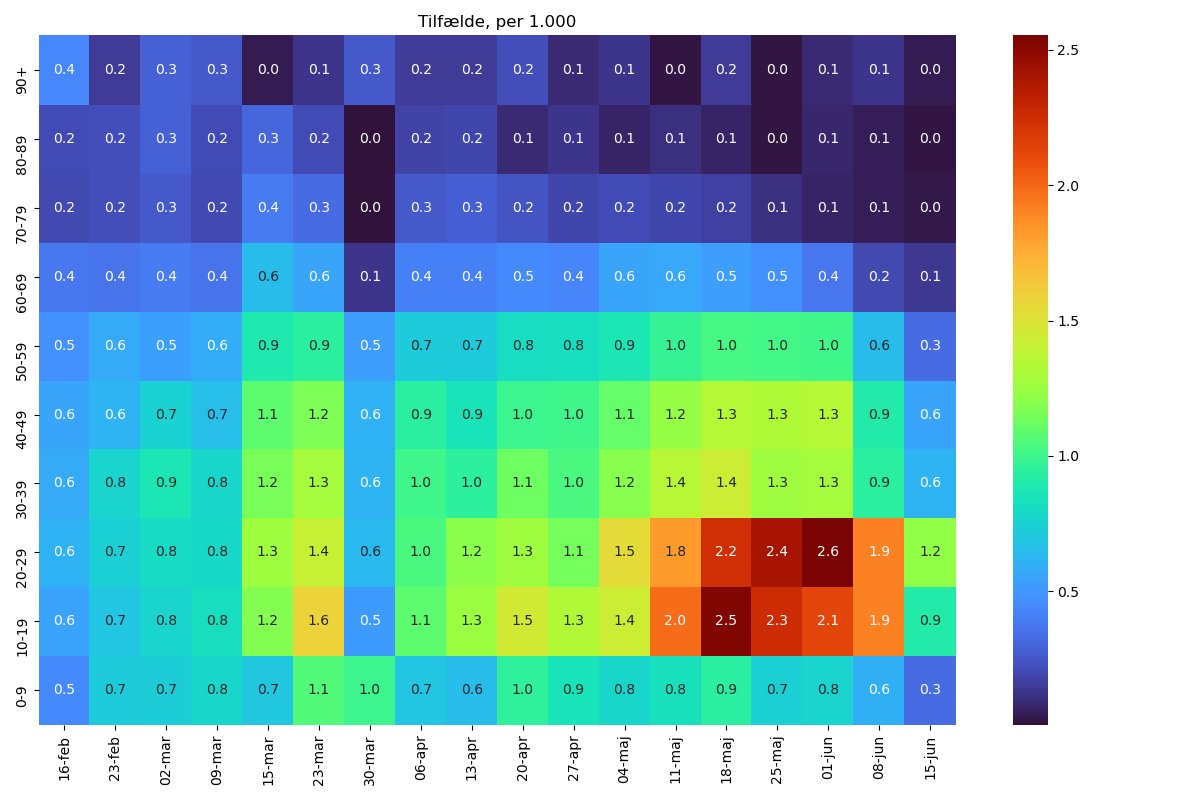 Tilfælde, per 1.000
90+ 0.4 0.2 0.3 0.3 0.0 0.1 0.3 0.2 0.2 0.2 0.1 0.1 0.0 0.2 0.0 0.1 0.1 0.0
80-89 0.2 0.2 0.3 0.2 0.3 0.2 0.0 0.2 0.2 0.1 0.1 0.1 0.1 0.1 0.0 0.1 0.1 0.0
70-79 0.2 0.2 0.3 0.2 0.4 0.3 0.0 0.3 0.3 0.2 0.2 0.2 0.2 0.2 0.1 0.1 0.1 0.0
60-69 0.4 0.4 0.4 0.4 0.6 0.6 0.1 0.4 0.4 0.5 0.4 0.6 0.6 0.5 0.5 0.4 0.2 0.1
50-59 0.5 0.6 0.5 0.6 0.9 0.9 0.5 0.7 0.7 0.8 0.8 0.9 1.0 1.0 1.0 1.0 0.6 0.3
40-49 0.6 0.6 0.7 0.7 1.1 1.2 0.6 0.9 0.9 1.0 1.0 1.1 1.2 1.3 1.3 1.3 0.9 0.6
30-39 0.6 0.8 0.9 0.8 1.2 1.3 0.6 1.0 1.0 1.1 1.0 1.2 1.4 1.4 1.3 1.3 0.9 0.6
20-29 0.6 0.7 0.8 0.8 1.3 1.4 0.6 1.0 1.2 1.3 1.1 1.5 1.8 2.2 2.4 2.6 1.9 1.2
10-19 0.6 0.7 0.8 0.8 1.2 1.6 0.5 1.1 1.3 1.5 1.3 1.4 2.0 2.5 2.3 2.1 1.9 0.9
0-9 0.5 0.7 0.7 0.8 0.7 1.1 1.0 0.7 0.6 1.0 0.9 0.8 0.8 0.9 0.7 0.8 0.6 0.3
16-feb 23-feb 02-mar 09-mar 15-mar 23-mar 30-mar 06-apr 13-apr 20-apr 27-apr 04-maj 11-maj 18-maj 25-maj 01-jun 08-jun 15-jun
2.5
2.0
1.5
1.0
0.5